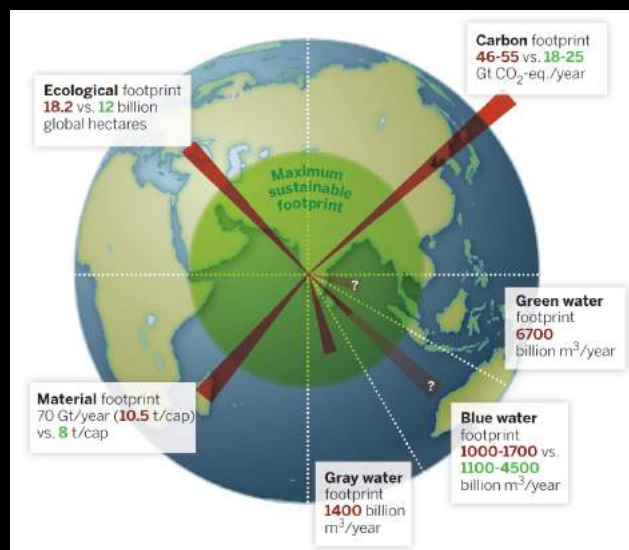 Carbon footprint
46-55 vs. 18-25
Gt CO₂-eq./year
Ecological footprint
18.2 vs. 12 billion
global hectares
Maximum
sustainable
footprint
?
Green water
footprint
6700
billion m³/year
?
Material footprint
70 Gt/year (10.5 t/cap)
vs. 8 t/cap
Blue water
footprint
1000-1700 vs.
1100-4500
billion m³/year
Gray water
footprint
1400 billion
m³/year